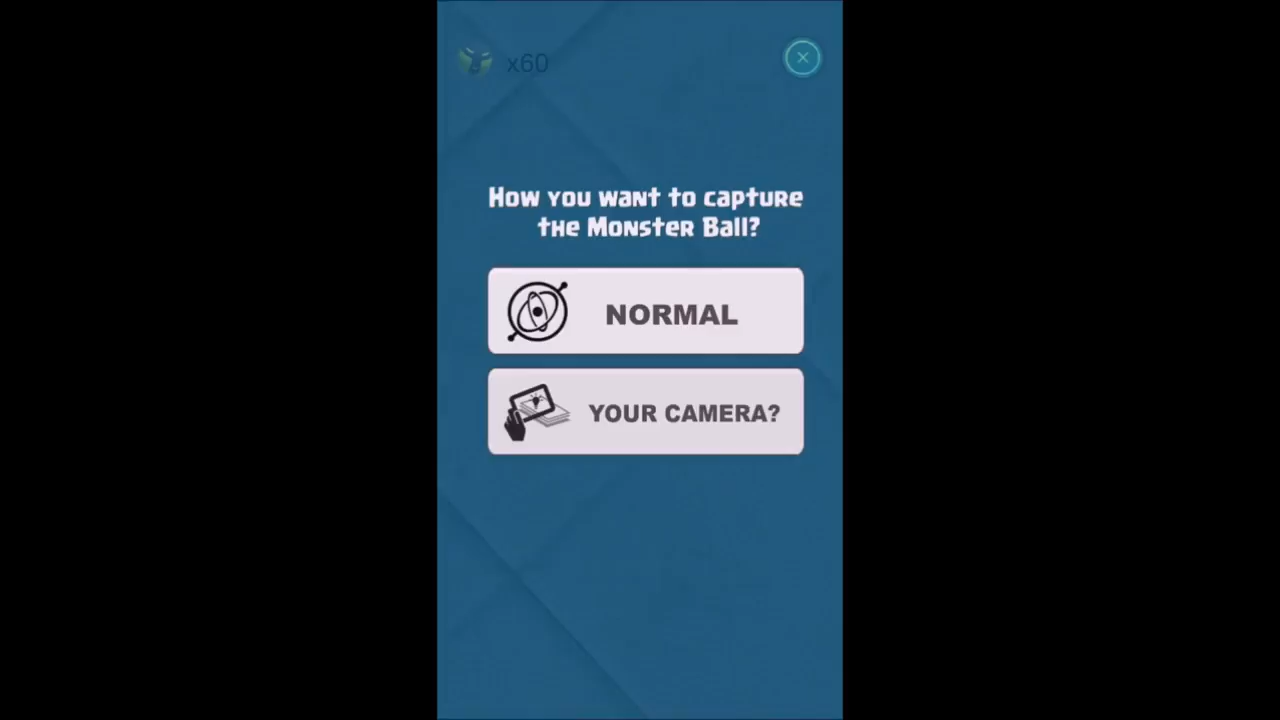 x60
How you want to capture
the Monster Ball?
NORMAL
YOUR CAMERA?